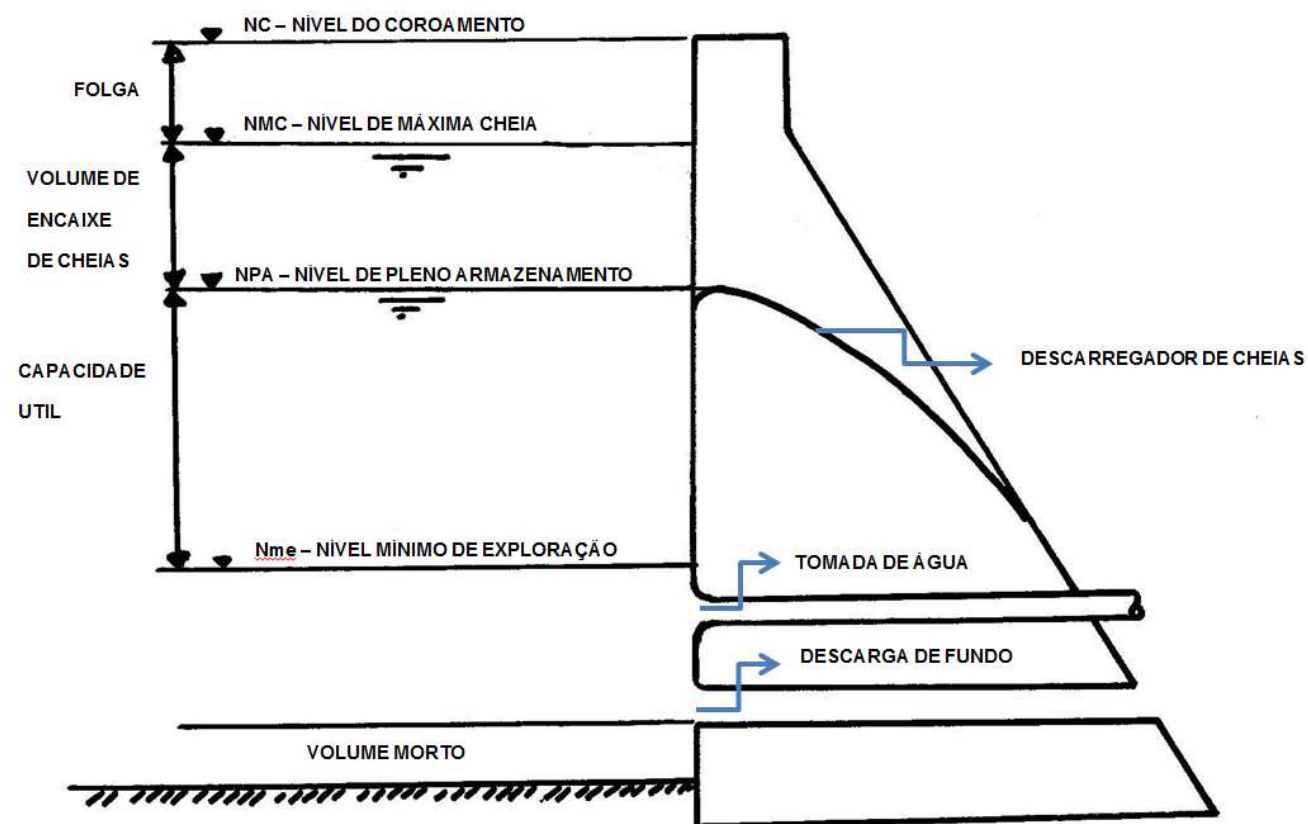 NC – NÍVEL DO COROAMENTO
FOLGA
NMC – NÍVEL DE MÁXIMA CHEIA
VOLUME DE
ENCAIXE
DE CHEIAS
NPA – NÍVEL DE PLENO ARMAZENAMENTO
DESCARREGADOR DE CHEIAS
CAPACIDADE
UTIL
Nme – NÍVEL MÍNIMO DE EXPLORAÇÃO
TOMADA DE ÁGUA
DESCARGA DE FUNDO
VOLUME MORTO